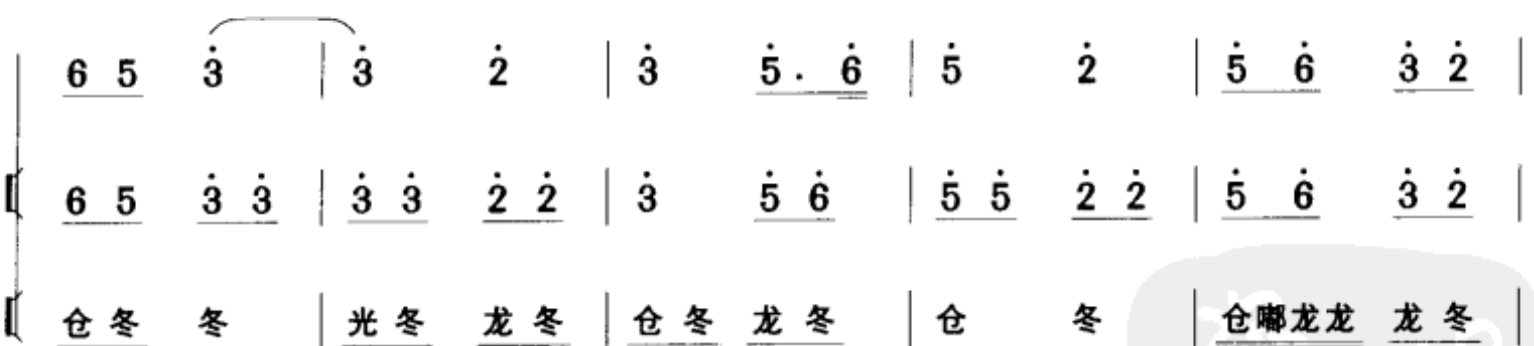 6 5 3̇ | 3̇ 2̇ | 3̇ 5̇ . 6̇ | 5̇ 2̇ | 5̇ 6̇ 3̇ 2̇ |
6 5 3̇ 3̇ | 3̇ 3̇ 2̇ 2̇ | 3̇ 5̇ 6̇ | 5̇ 5̇ 2̇ 2̇ | 5̇ 6̇ 3̇ 2̇ |
仓 冬 冬 | 光 冬 龙 冬 | 仓 冬 龙 冬 | 仓 冬 | 仓嘟龙龙 龙 冬 |